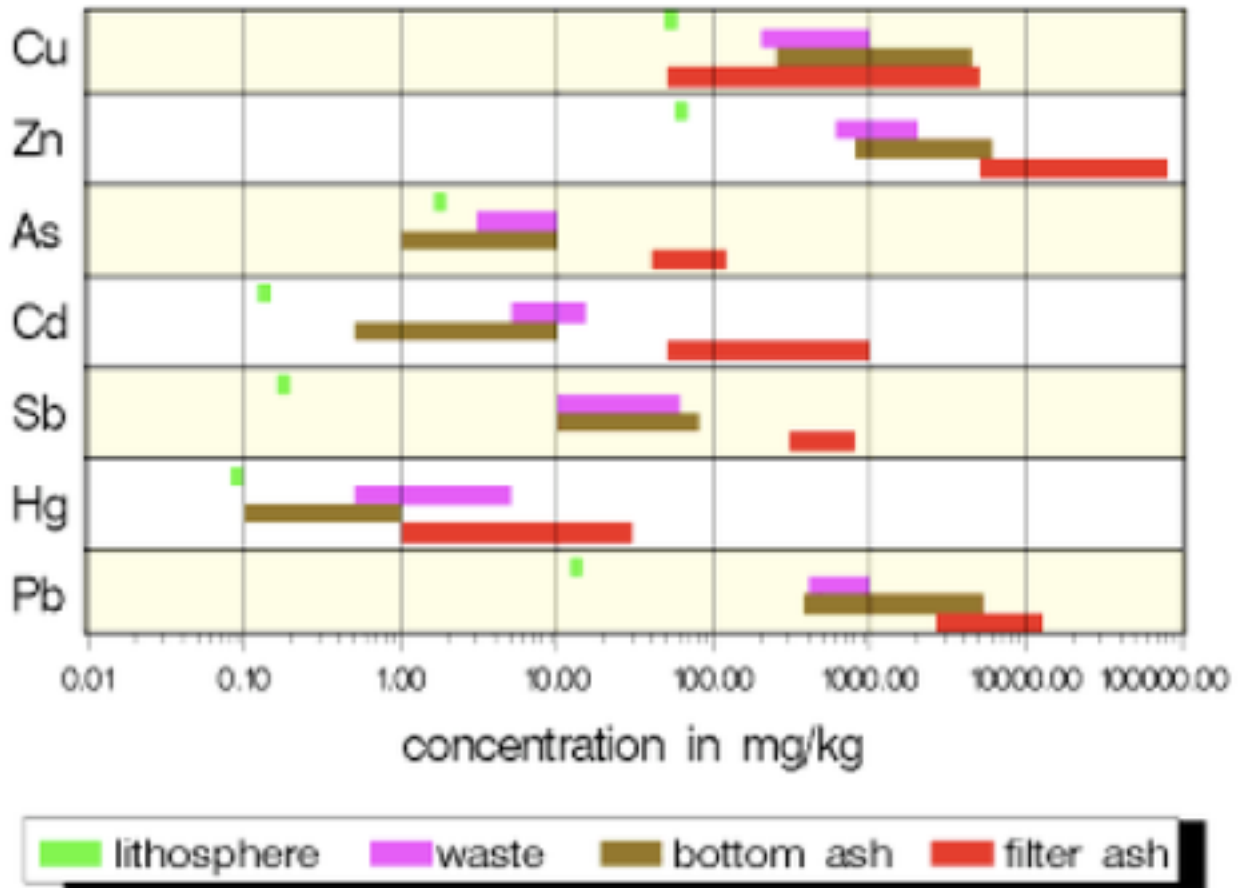 Cu
Zn
As
Cd
Sb
Hg
Pb
0.01 0.10 1.00 10.00 100.00 1000.00 10000.00 100000.00
concentration in mg/kg
lithosphere waste bottom ash filter ash